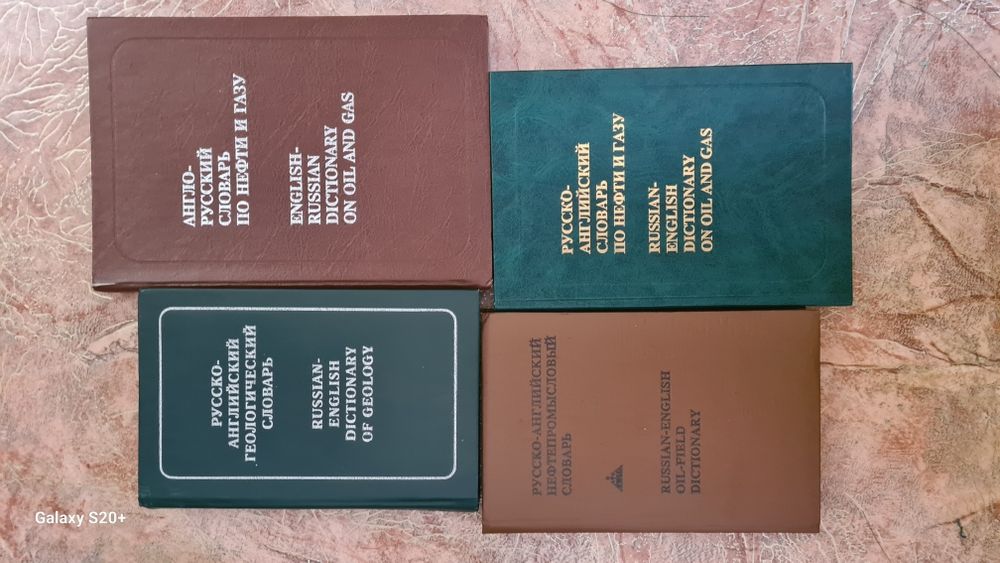 АНГЛО-
РУССКИЙ
СЛОВАРЬ
ПО НЕФТИ И ГАЗУ
ENGLISH-
RUSSIAN
DICTIONARY
ON OIL AND GAS
РУССКО-
АНГЛИЙСКИЙ
СЛОВАРЬ
ПО НЕФТИ И ГАЗУ
RUSSIAN-
ENGLISH
DICTIONARY
ON OIL AND GAS
РУССКО-
АНГЛИЙСКИЙ
ГЕОЛОГИЧЕСКИЙ
СЛОВАРЬ
RUSSIAN-
ENGLISH
DICTIONARY
OF GEOLOGY
РУССКО-АНГЛИЙСКИЙ
НЕФТЕПРОМЫСЛОВЫЙ
СЛОВАРЬ
RUSSIAN-ENGLISH
OIL-FIELD
DICTIONARY
Galaxy S20+